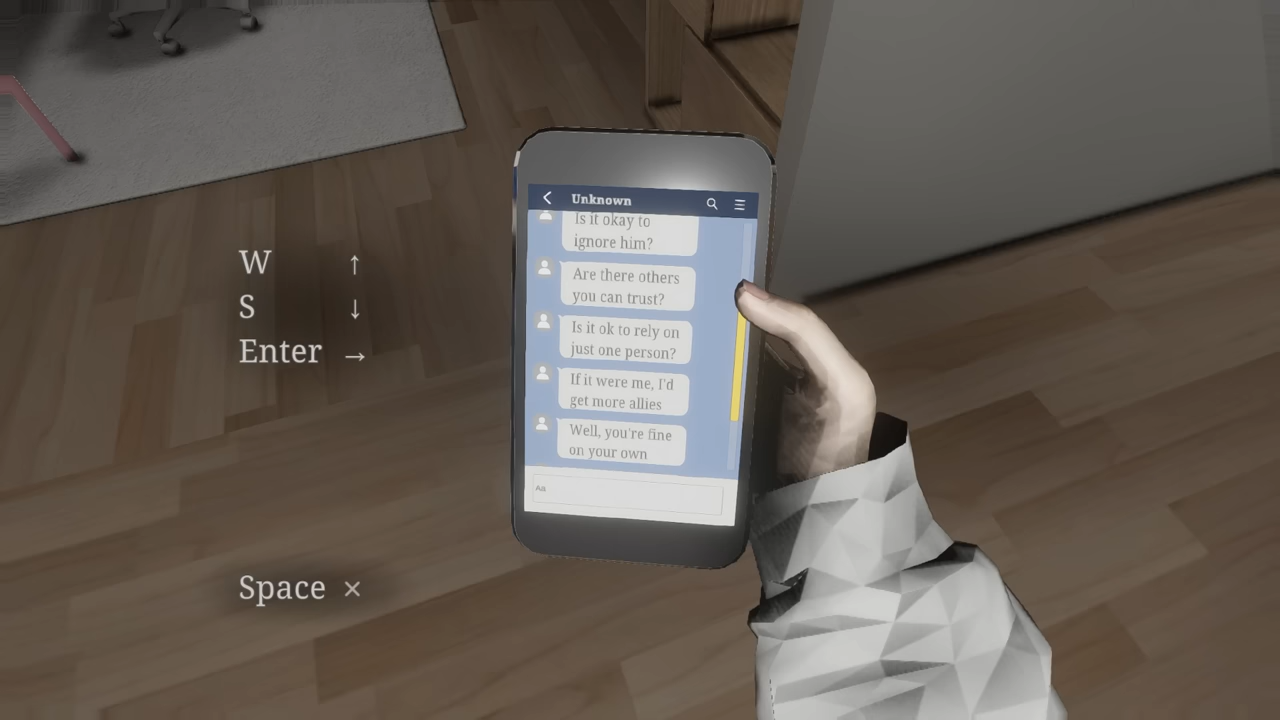 Unknown
Is it okay to
ignore him?
Are there others
you can trust?
Is it ok to rely on
just one person?
If it were me, I'd
get more allies
Well, you're fine
on your own
Aa
W ↑
S ↓
Enter →
Space ×